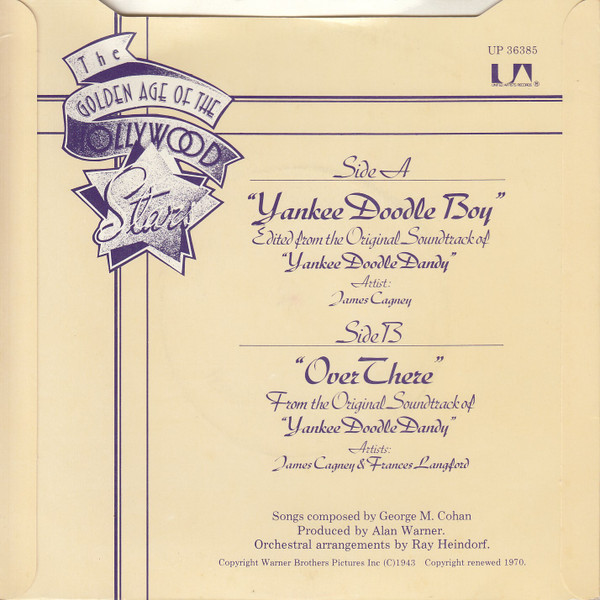 The
GOLDEN AGE OF THE
HOLLYWOOD
Stars
UP 36385
UA
UNITED ARTISTS RECORDS ®
Side A
"Yankee Doodle Boy"
Edited from the Original Soundtrack of
"Yankee Doodle Dandy"
Artist:
James Cagney
Side B
"Over There"
From the Original Soundtrack of
"Yankee Doodle Dandy"
Artists:
James Cagney & Frances Langford
Songs composed by George M. Cohan
Produced by Alan Warner.
Orchestral arrangements by Ray Heindorf.
Copyright Warner Brothers Pictures Inc (C)1943 Copyright renewed 1970.